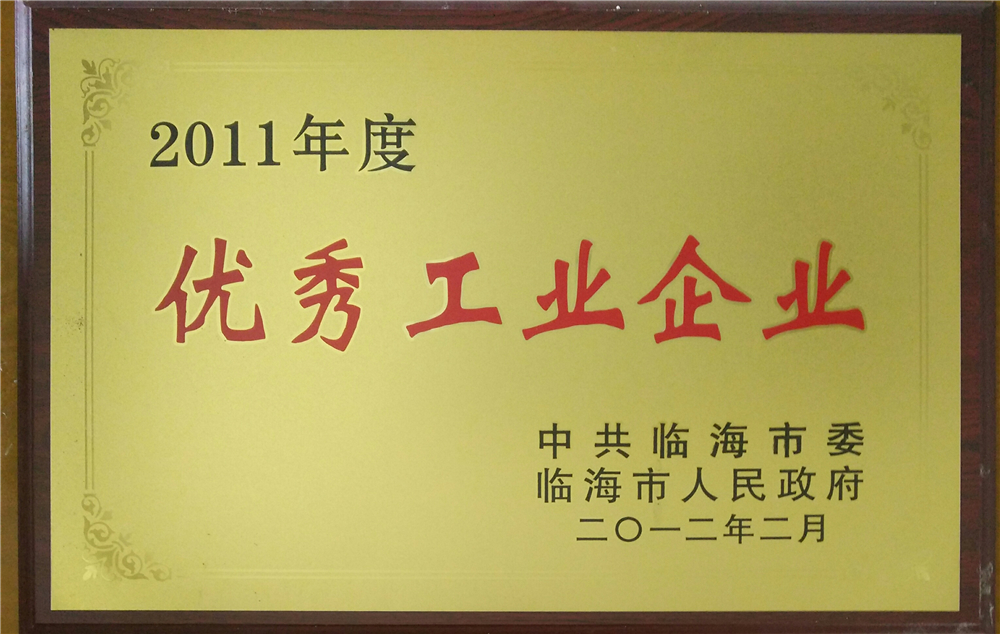 2011年度
优秀工业企业
中共临海市委
临海市人民政府
二〇一二年二月